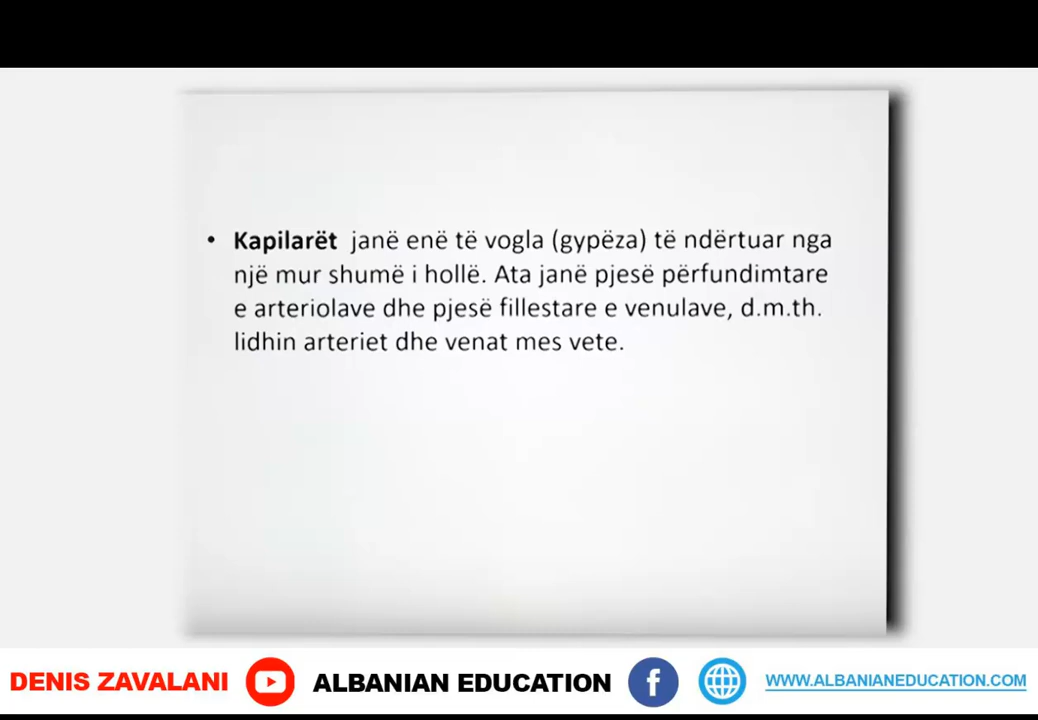 • Kapilarët janë enë të vogla (gypëza) të ndërtuar nga
një mur shumë i hollë. Ata janë pjesë përfundimtare
e arteriolave dhe pjesë fillestare e venulave, d.m.th.
lidhin arteriet dhe venat mes vete.
DENIS ZAVALANI ALBANIAN EDUCATION WWW.ALBANIANEDUCATION.COM